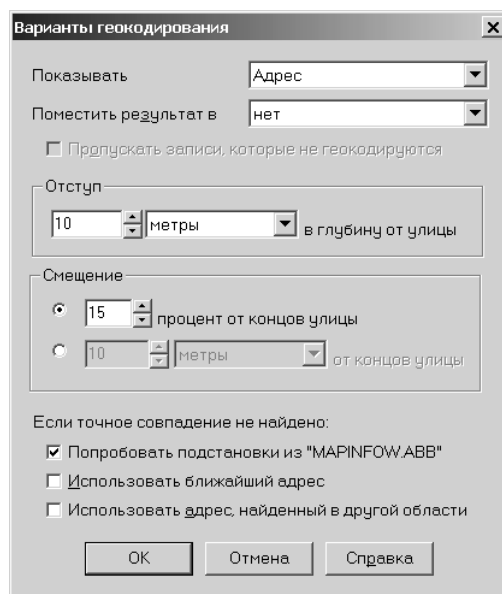 Варианты геокодирования
Показывать Адрес
Поместить результат в нет
Пропускать записи, которые не геокодируются
Отступ
10 метры в глубину от улицы
Смещение
15 процент от концов улицы
10 метры от концов улицы
Если точное совпадение не найдено:
Попробовать подстановки из "MAPINFOW.ABB"
Использовать ближайший адрес
Использовать адрес, найденный в другой области
OK Отмена Справка